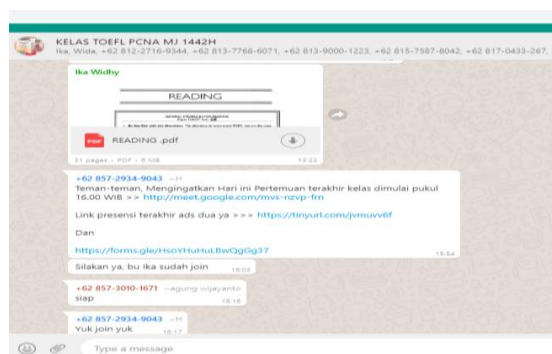 KELAS TOEFL PCNA MJ 1442H
Ika, Wida, +62 812-2716-9344, +62 813-7768-6071, +62 813-9000-1223, +62 815-7587-8042, +62 817-0433-267,
Ika Widhy
READING
READING .pdf
PDF
31 pages • PDF • 6 MB
+62 857-2934-9043 ~H
Teman-teman, Mengingatkan Hari ini Pertemuan terakhir kelas dimulai pukul
16.00 WIB >> http://meet.google.com/mvs-nzvp-frn
Link presensi terakhir ads dua ya >>> https://tinyurl.com/jvmuvv6f
Dan
https://forms.gle/HsoYHuHuLBwQgGg37
15:54
Silakan ya, bu ika sudah join 16:03
+62 857-3010-1671 ~agung wijayanto
siap 16:16
+62 857-2934-9043 ~H
Yuk join yuk 16:17
Type a message